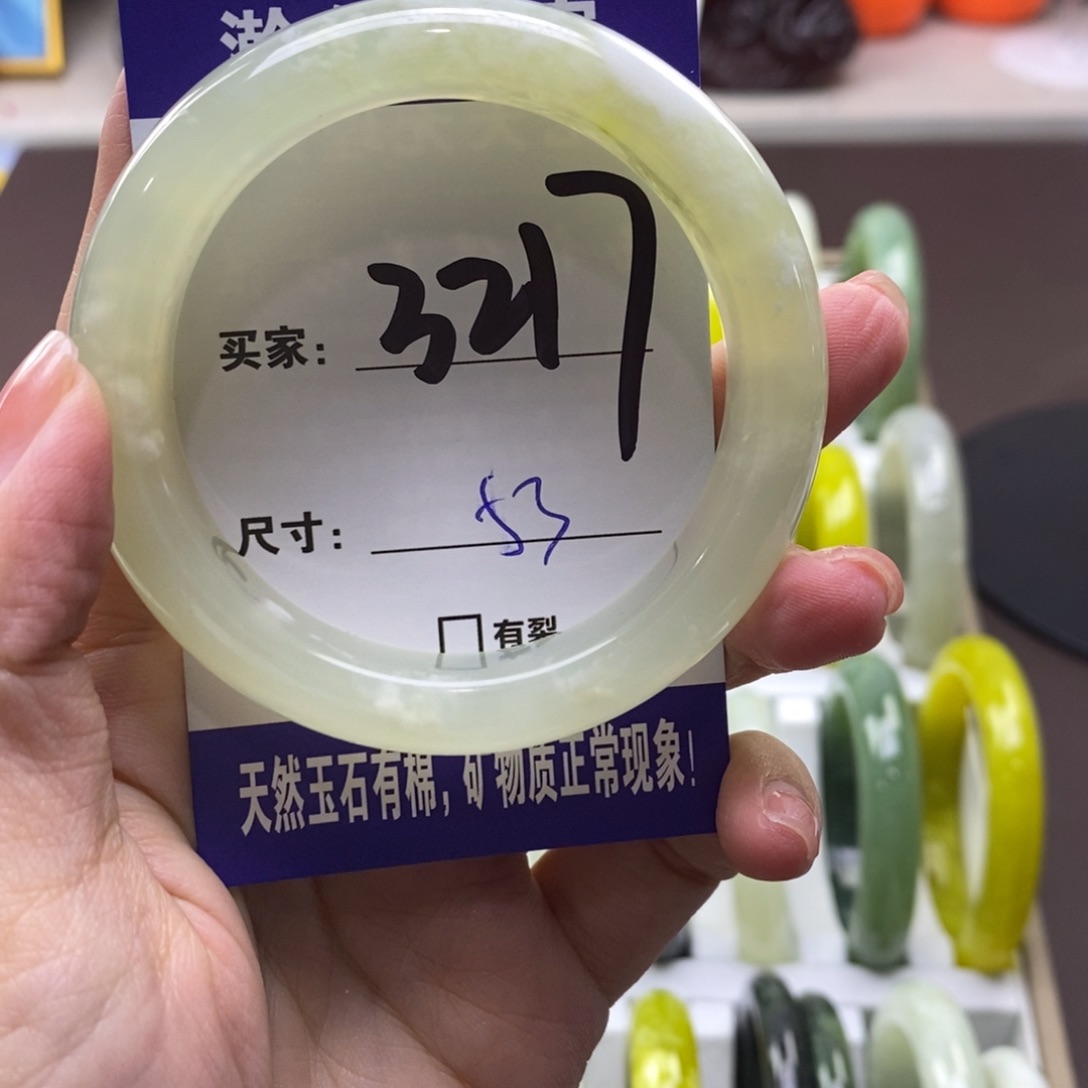 买家: 3217
尺寸: 53
有裂
天然玉石有棉,矿物质正常现象!